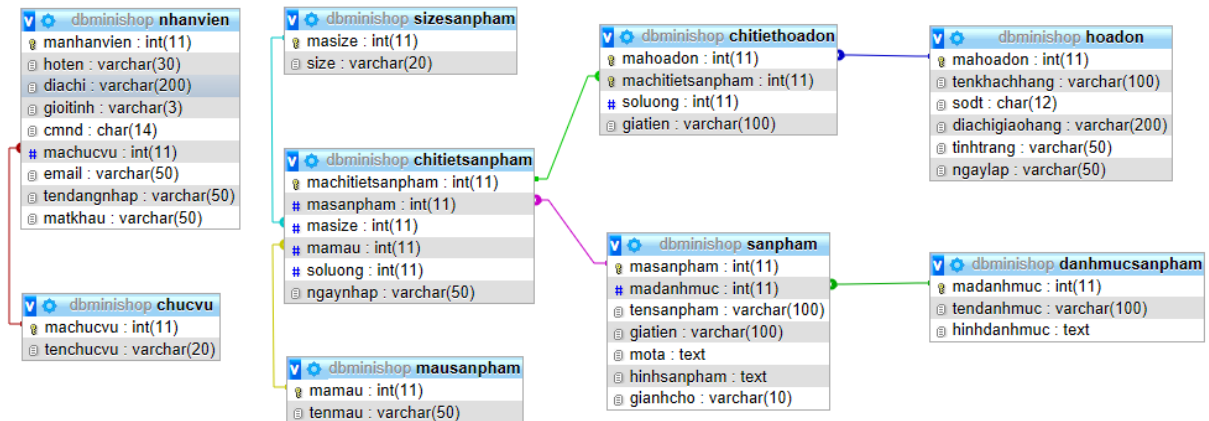 dbminishop nhanvien
manhanvien : int(11)
hoten : varchar(30)
diachi : varchar(200)
gioitinh : varchar(3)
cmnd : char(14)
machucvu : int(11)
email : varchar(50)
tendangnhap : varchar(50)
matkhau : varchar(50)
dbminishop chucvu
machucvu : int(11)
tenchucvu : varchar(20)
dbminishop sizesanpham
masize : int(11)
size : varchar(20)
dbminishop chitietsanpham
machitietsanpham : int(11)
masanpham : int(11)
masize : int(11)
mamau : int(11)
soluong : int(11)
ngaynhap : varchar(50)
dbminishop mausanpham
mamau : int(11)
tenmau : varchar(50)
dbminishop chitiethoadon
mahoadon : int(11)
machitietsanpham : int(11)
soluong : int(11)
giatien : varchar(100)
dbminishop sanpham
masanpham : int(11)
madanhmuc : int(11)
tensanpham : varchar(100)
giatien : varchar(100)
mota : text
hinhsanpham : text
gianhcho : varchar(10)
dbminishop hoadon
mahoadon : int(11)
tenkhachhang : varchar(100)
sodt : char(12)
diachigiaohang : varchar(200)
tinhtrang : varchar(50)
ngaylap : varchar(50)
dbminishop danhmucsanpham
madanhmuc : int(11)
tendanhmuc : varchar(100)
hinhdanhmuc : text